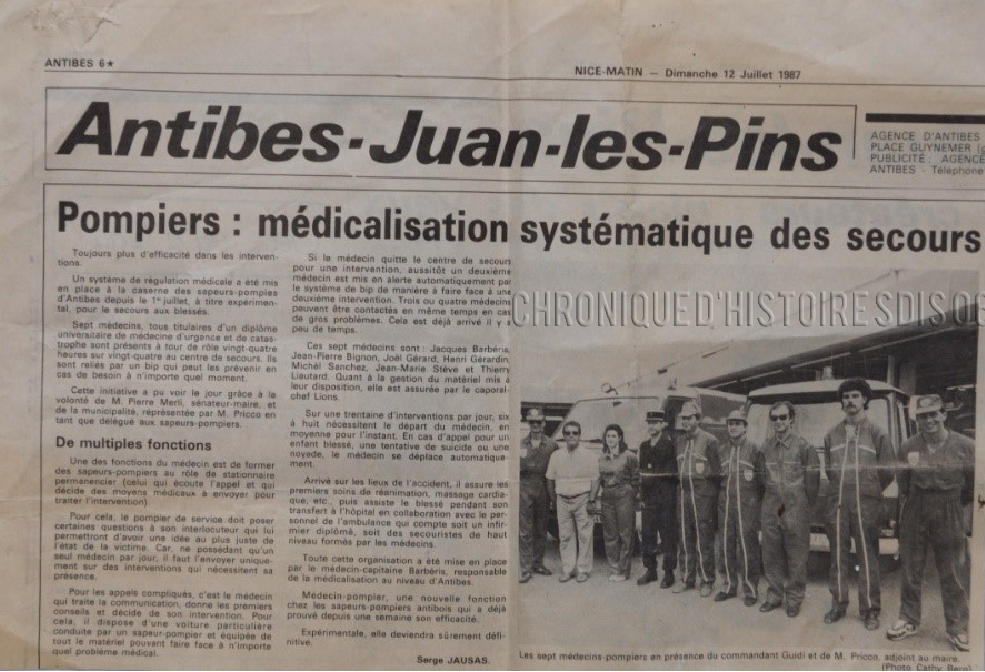 ANTIBES 6★
NICE-MATIN — Dimanche 12 Juillet 1987
Antibes-Juan-les-Pins
AGENCE D'ANTIBES
PLACE GUYNEMER
PUBLICITÉ : AGENCE
ANTIBES - Téléphone
Pompiers : médicalisation systématique des secours
Toujours plus d'efficacité dans les interven-
tions.
Un système de régulation médicale a été mis
en place à la caserne des sapeurs-pompiers
d'Antibes depuis le 1er juillet, à titre expérimen-
tal, pour le secours aux blessés.
Sept médecins, tous titulaires d'un diplôme
universitaire de médecine d'urgence et de catas-
trophe sont présents à tour de rôle vingt-quatre
heures sur vingt-quatre au centre de secours. Ils
sont reliés par un bip qui peut les prévenir en
cas de besoin à n'importe quel moment.
Cette initiative a pu voir le jour grâce à la
volonté de M. Pierre Merli, sénateur-maire, et
de la municipalité, représentée par M. Pricco en
tant que délégué aux sapeurs-pompiers.
De multiples fonctions
Une des fonctions du médecin est de former
des sapeurs-pompiers au rôle de stationnaire
permanencier (celui qui écoute l'appel et qui
décide des moyens médicaux à envoyer pour
traiter l'intervention)
Pour cela, le pompier de service doit poser
certaines questions à son interlocuteur qui lui
permettront d'avoir une idée au plus juste de
l'état de la victime. Car, ne possédant qu'un
seul médecin par jour, il faut l'envoyer unique-
ment sur des interventions qui nécessitent sa
présence.
Pour les appels compliqués, c'est le médecin
qui traite la communication, donne les premiers
conseils et décide de son intervention. Pour
cela, il dispose d'une voiture particulière
conduite par un sapeur-pompier et équipée de
tout le matériel pouvant faire face à n'importe
quel problème médical.
Si le médecin quitte le centre de secours
pour une intervention, aussitôt un deuxième
médecin est mis en alerte automatiquement par
le système de bip de manière à faire face à une
deuxième intervention. Trois ou quatre médecins
peuvent être contactés en même temps en cas
de gros problèmes. Cela est déjà arrivé il y
peu de temps.
Ces sept médecins sont : Jacques Barbéris,
Jean-Pierre Bignon, Joël Gérard, Henri Gérardin,
Michel Sanchez, Jean-Marie Stève et Thierry
Liautard. Quant à la gestion du matériel mis à
leur disposition, elle est assurée par le caporal-
chef Lions.
Sur une trentaine d'interventions par jour, six
à huit nécessitent le départ du médecin, en
moyenne pour l'instant. En cas d'appel pour un
enfant blessé, une tentative de suicide ou une
noyade, le médecin se déplace automatique-
ment.
Arrivé sur les lieux de l'accident, il assure les
premiers soins de réanimation, massage cardia-
que, etc., puis assiste le blessé pendant son
transfert à l'hôpital en collaboration avec le per-
sonnel de l'ambulance qui compte soit un infir-
mier diplômé, soit des secouristes de haut
niveau formés par les médecins.
Toute cette organisation a été mise en place
par le médecin-capitaine Barbéris, responsable
de la médicalisation au niveau d'Antibes.
Médecin-pompier, une nouvelle fonction
chez les sapeurs-pompiers antibois qui a déjà
prouvé depuis une semaine son efficacité.
Expérimentale, elle deviendra sûrement défi-
nitive.
Serge JAUSAS.
CHRONIQUE D'HISTOIRE SDIS 06
Les sept médecins-pompiers en présence du commandant Guidi et de M. Pricco, adjoint au maire.
(Photo Cathy